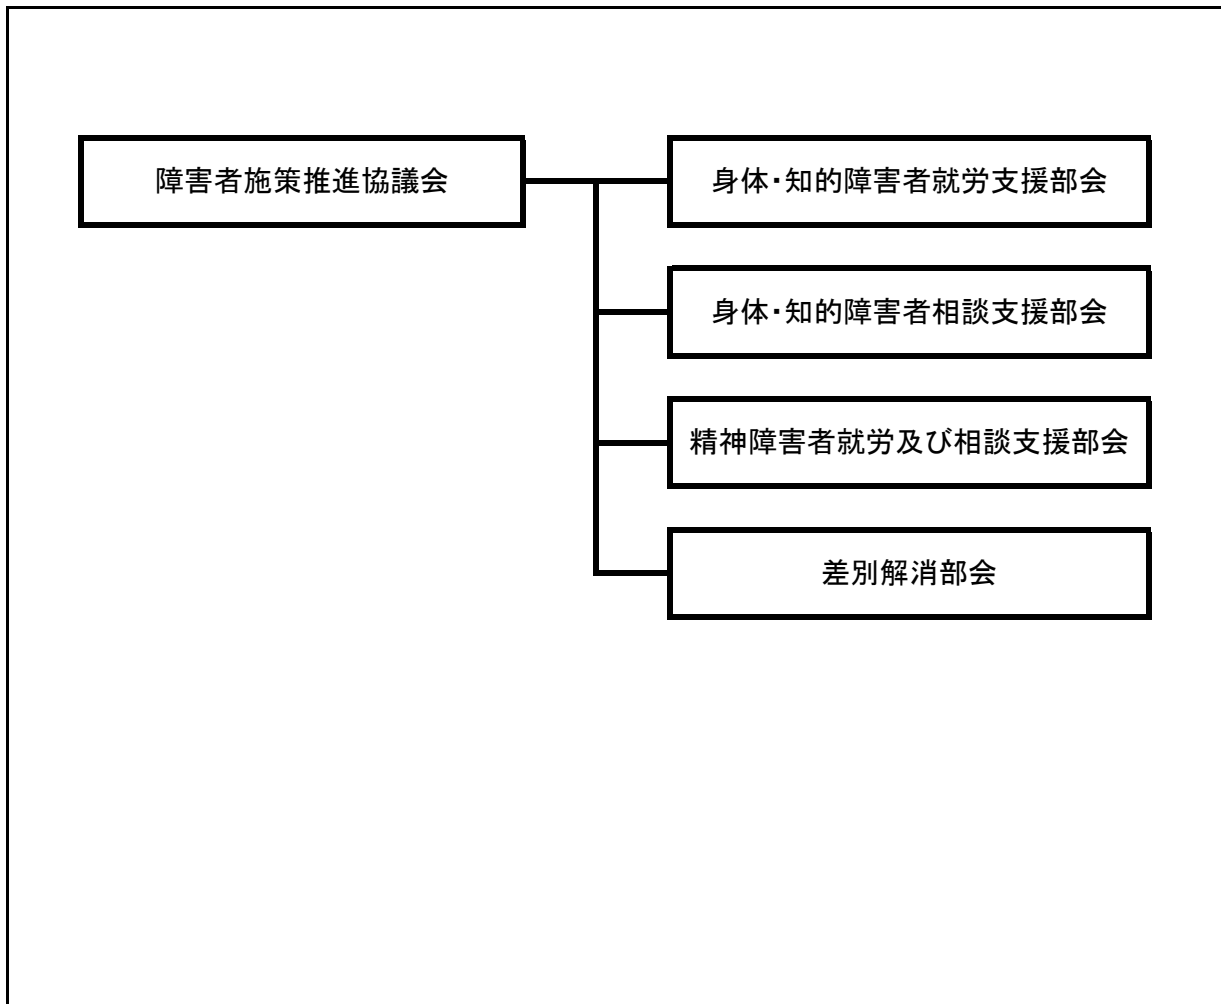 障害者施策推進協議会
身体・知的障害者就労支援部会
身体・知的障害者相談支援部会
精神障害者就労及び相談支援部会
差別解消部会